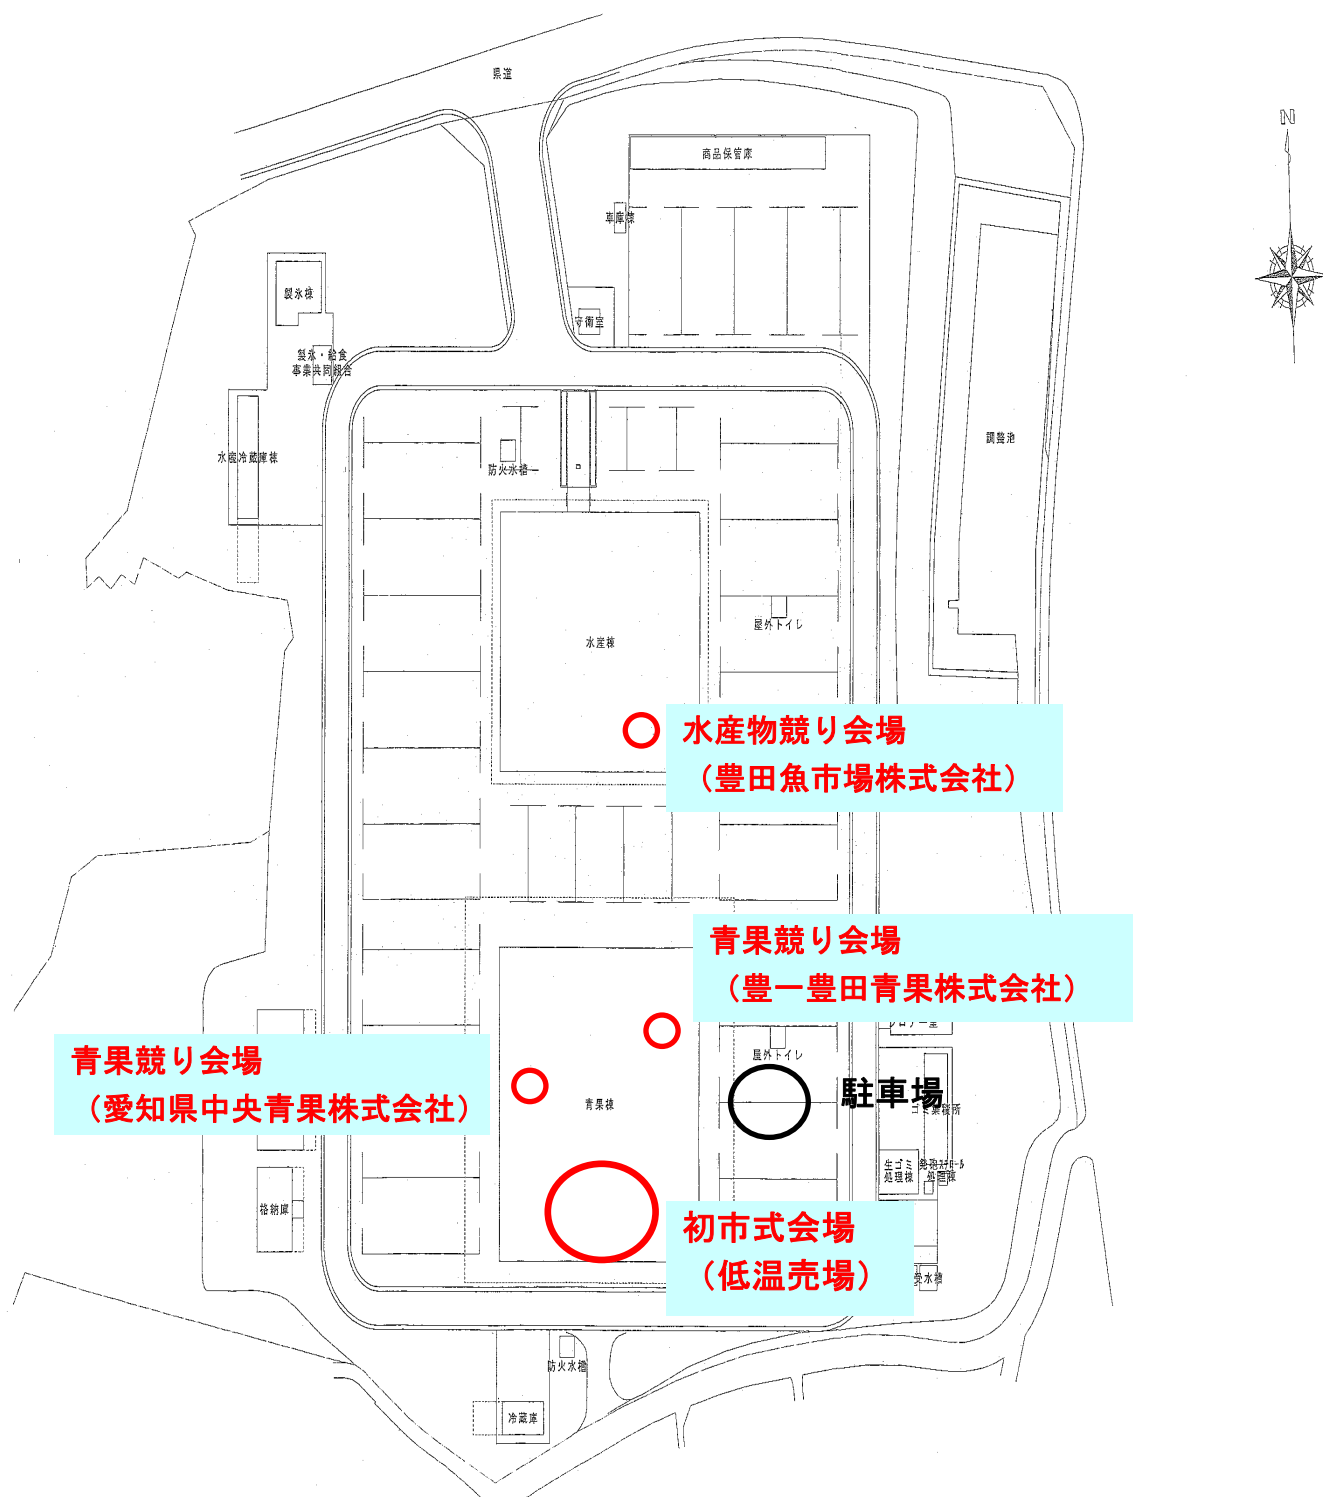 県道
N
商品保管庫
車庫棟
製氷棟
守衛室
製氷・給食
事業共同組合
調整池
水産冷蔵庫棟
防火水槽
屋外トイレ
水産棟
水産物競り会場
（豊田魚市場株式会社）
青果競り会場
（豊一豊田青果株式会社）
屋外トイレ
青果競り会場
（愛知県中央青果株式会社）
青果棟
駐車場
生ゴミ
処理棟
発砲スチロール
処理棟
格納庫
初市式会場
（低温売場）
受水槽
防火水槽
冷蔵庫